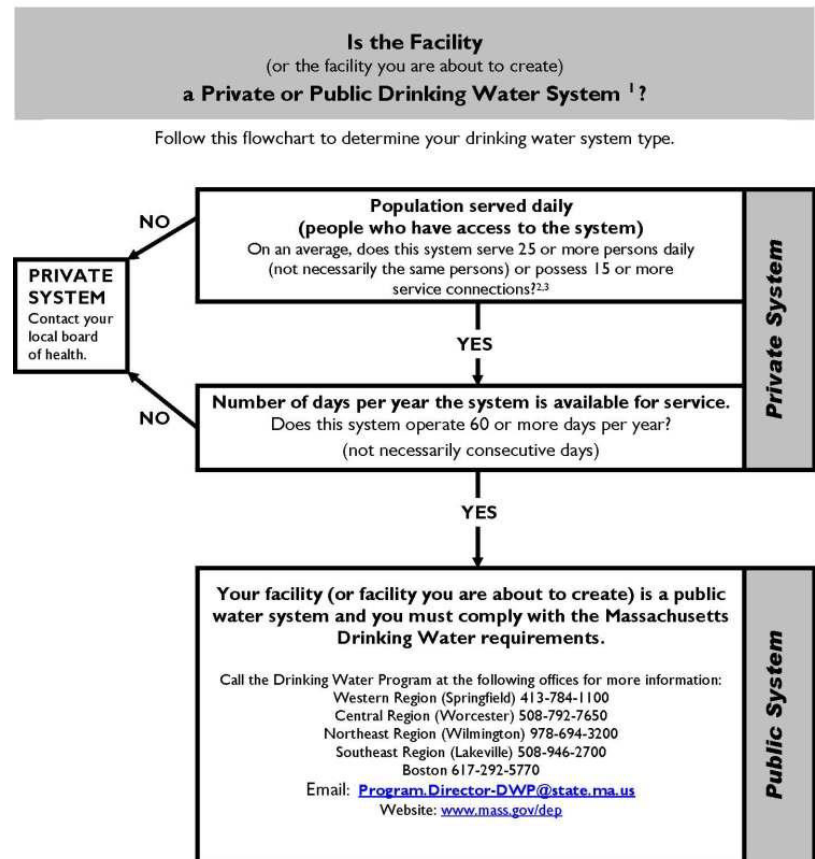 Is the Facility
(or the facility you are about to create)
a Private or Public Drinking Water System ¹?
Follow this flowchart to determine your drinking water system type.
Population served daily
(people who have access to the system)
On an average, does this system serve 25 or more persons daily
(not necessarily the same persons) or possess 15 or more
service connections?²,³
NO
PRIVATE
SYSTEM
Contact your
local board
of health.
YES
Private System
Number of days per year the system is available for service.
Does this system operate 60 or more days per year?
(not necessarily consecutive days)
NO
YES
Your facility (or facility you are about to create) is a public
water system and you must comply with the Massachusetts
Drinking Water requirements.
Call the Drinking Water Program at the following offices for more information:
Western Region (Springfield) 413-784-1100
Central Region (Worcester) 508-792-7650
Northeast Region (Wilmington) 978-694-3200
Southeast Region (Lakeville) 508-946-2700
Boston 617-292-5770
Email: Program.Director-DWP@state.ma.us
Website: www.mass.gov/dep
Public System